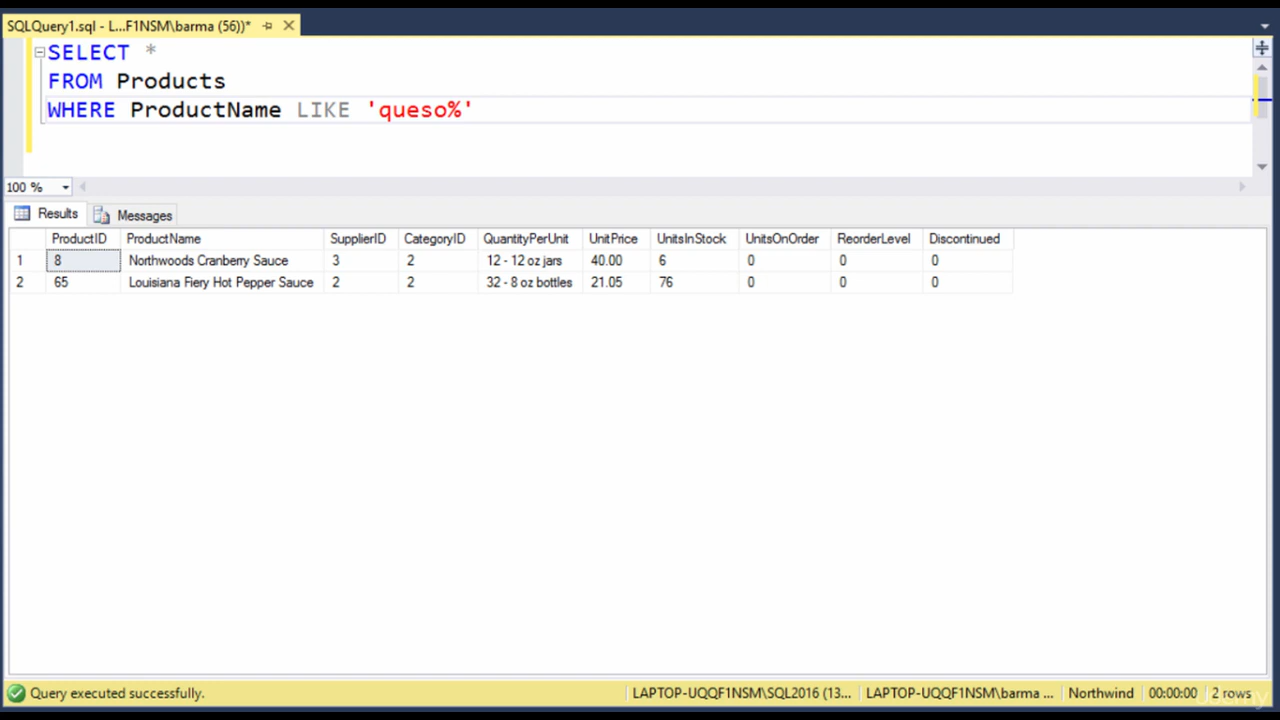 SQLQuery1.sql - L...F1NSM\barma (56))*
SELECT *
FROM Products
WHERE ProductName LIKE 'queso%'
100 %
Results Messages
ProductID ProductName SupplierID CategoryID QuantityPerUnit UnitPrice UnitsInStock UnitsOnOrder ReorderLevel Discontinued
1 8 Northwoods Cranberry Sauce 3 2 12 - 12 oz jars 40.00 6 0 0 0
2 65 Louisiana Fiery Hot Pepper Sauce 2 2 32 - 8 oz bottles 21.05 76 0 0 0
Query executed successfully. LAPTOP-UQQF1NSM\SQL2016 (13... LAPTOP-UQQF1NSM\barma ... Northwind 00:00:00 2 rows